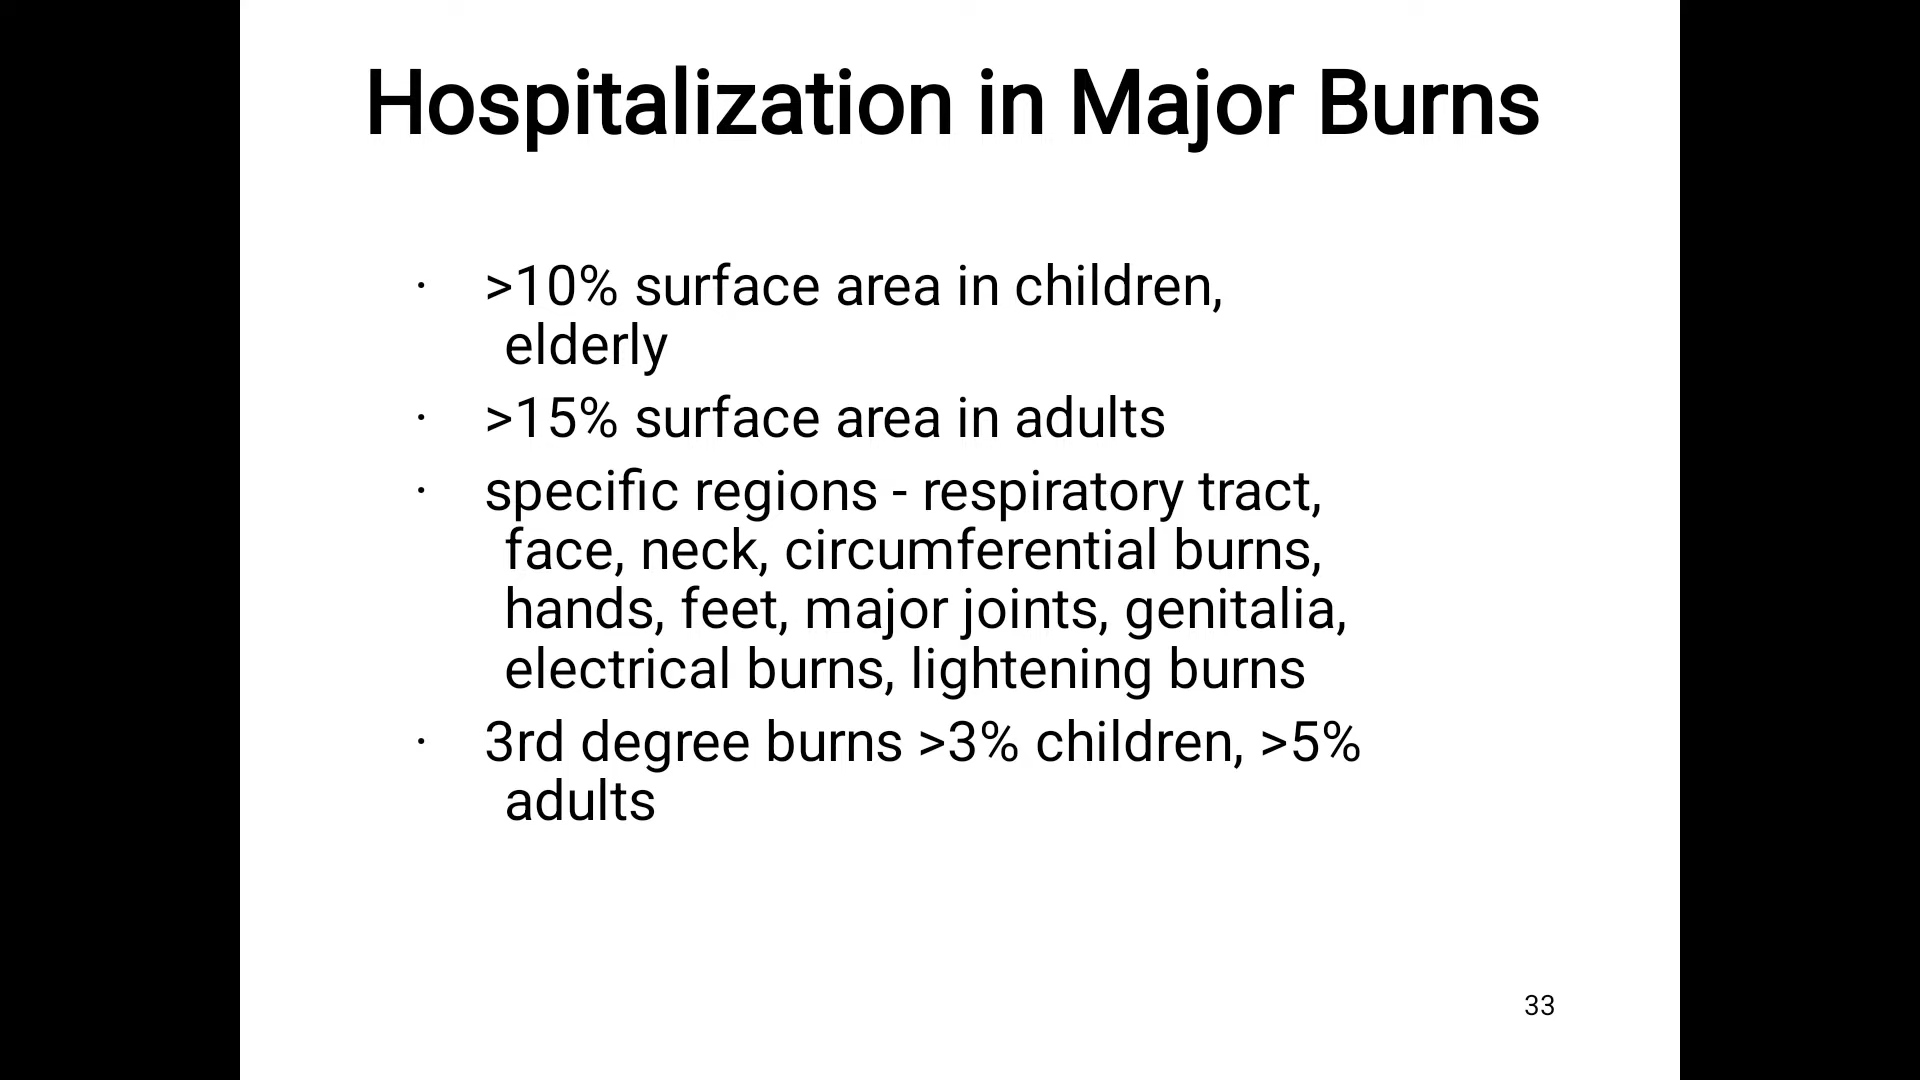 Hospitalization in Major Burns
· >10% surface area in children,
elderly
· >15% surface area in adults
· specific regions - respiratory tract,
face, neck, circumferential burns,
hands, feet, major joints, genitalia,
electrical burns, lightening burns
· 3rd degree burns >3% children, >5%
adults
33